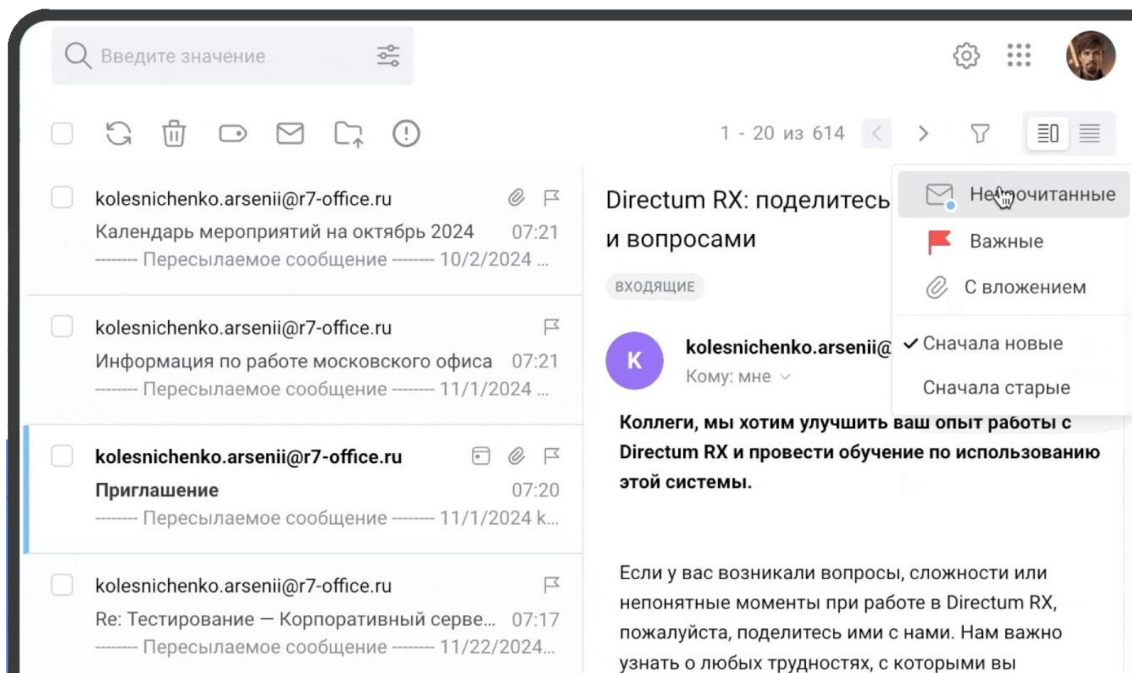 Введите значение
1 - 20 из 614
kolesnichenko.arsenii@r7-office.ru
Календарь мероприятий на октябрь 2024 07:21
-------- Пересылаемое сообщение -------- 10/2/2024 ...
kolesnichenko.arsenii@r7-office.ru
Информация по работе московского офиса 07:21
-------- Пересылаемое сообщение -------- 11/1/2024 ...
kolesnichenko.arsenii@r7-office.ru
Приглашение 07:20
-------- Пересылаемое сообщение -------- 11/1/2024 k...
kolesnichenko.arsenii@r7-office.ru
Re: Тестирование — Корпоративный серве... 07:17
-------- Пересылаемое сообщение -------- 11/22/2024...
Directum RX: поделитесь
и вопросами
ВХОДЯЩИЕ
К
kolesnichenko.arsenii@
Кому: мне
Непрочитанные
Важные
С вложением
Сначала новые
Сначала старые
Коллеги, мы хотим улучшить ваш опыт работы с
Directum RX и провести обучение по использованию
этой системы.
Если у вас возникали вопросы, сложности или
непонятные моменты при работе в Directum RX,
пожалуйста, поделитесь ими с нами. Нам важно
узнать о любых трудностях, с которыми вы